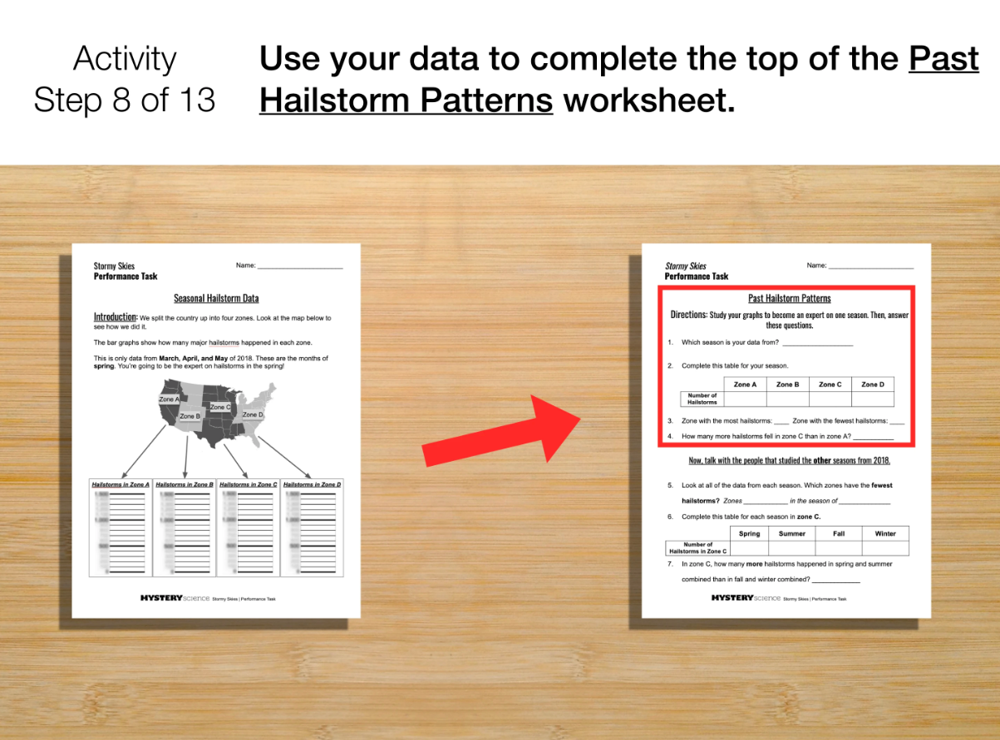 Activity
Step 8 of 13
Use your data to complete the top of the Past
Hailstorm Patterns worksheet.
Stormy Skies
Performance Task
Name: ____________________
Seasonal Hailstorm Data
Introduction: We split the country up into four zones. Look at the map below to
see how we did it.
The bar graphs show how many major hailstorms happened in each zone.
This is only data from March, April, and May of 2018. These are the months of
spring. You're going to be the expert on hailstorms in the spring!
Zone A
Zone B
Zone C
Zone D
Hailstorms in Zone A
Hailstorms in Zone B
Hailstorms in Zone C
Hailstorms in Zone D
MYSTERYscience Stormy Skies | Performance Task
Stormy Skies
Performance Task
Name: ____________________
Past Hailstorm Patterns
Directions: Study your graphs to become an expert on one season. Then, answer
these questions.
1. Which season is your data from? ____________________
2. Complete this table for your season.
Zone A Zone B Zone C Zone D
Number of
Hailstorms
3. Zone with the most hailstorms: ____ Zone with the fewest hailstorms: ____
4. How many more hailstorms fell in zone C than in zone A? ___________
Now, talk with the people that studied the other seasons from 2018.
5. Look at all of the data from each season. Which zones have the fewest
hailstorms? Zones ____________ in the season of ______________
6. Complete this table for each season in zone C.
Spring Summer Fall Winter
Number of
Hailstorms in Zone C
7. In zone C, how many more hailstorms happened in spring and summer
combined than in fall and winter combined? _____________
MYSTERYscience Stormy Skies | Performance Task